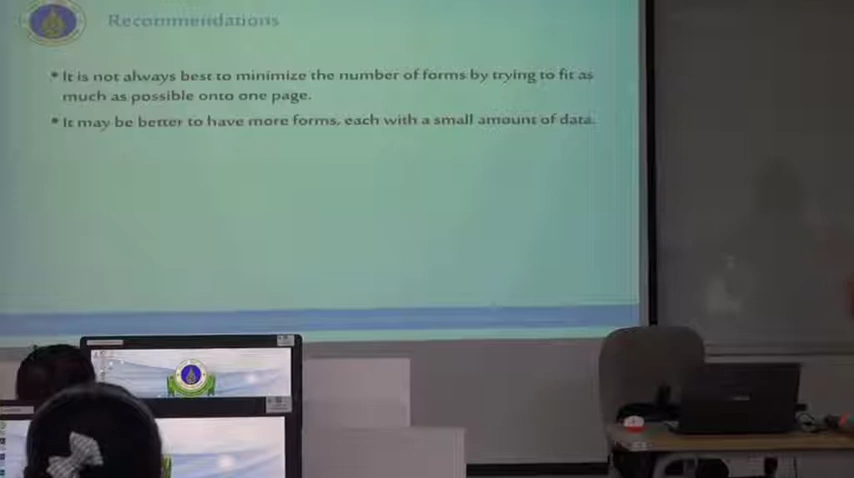 Recommendations
* It is not always best to minimize the number of forms by trying to fit as
much as possible onto one page.
* It may be better to have more forms, each with a small amount of data.